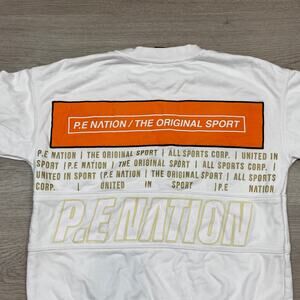 P.E NATION / THE ORIGINAL SPORT
P.E NATION | THE ORIGINAL SPORT | ALL SPORTS CORP. | UNITED IN
SPORT |P.E NATION | THE ORIGINAL SPORT | ALL SPORTS CORP. |
UNITED IN SPORT |P.E NATION | THE ORIGINAL SPORT | ALL SPORTS
CORP. | UNITED IN SPORT |P.E NATION.
P.E NATION